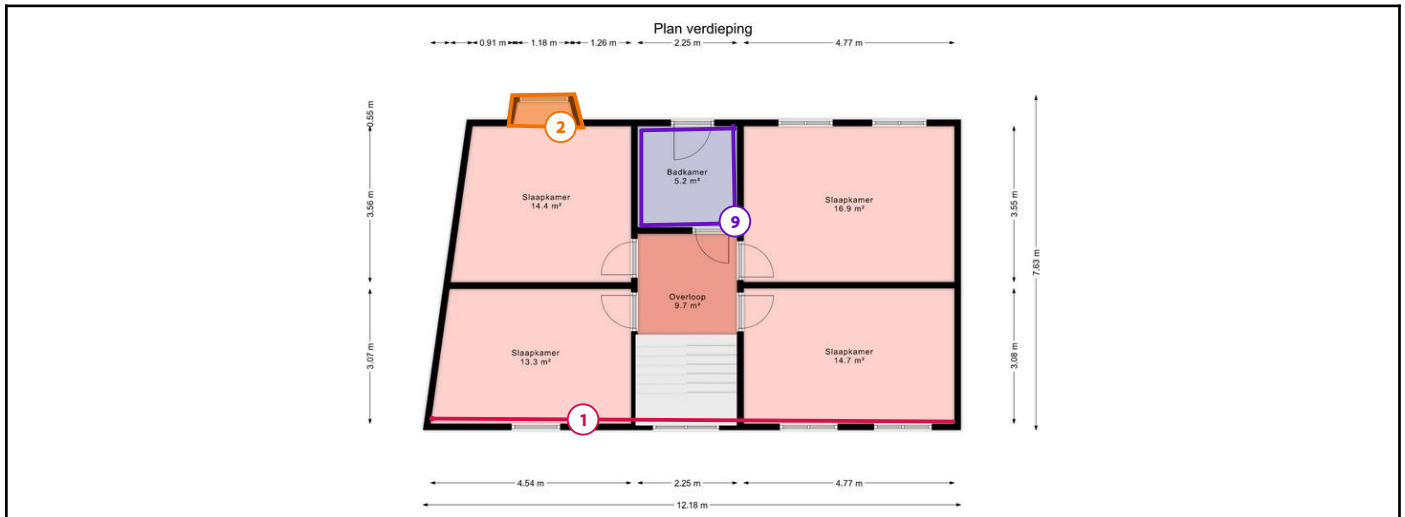 Plan verdieping
0.91 m 1.18 m 1.26 m 2.25 m 4.77 m
0.55 m
2
Badkamer
5.2 m²
Slaapkamer
14.4 m²
Slaapkamer
16.9 m²
3.56 m
3.55 m
9
7.63 m
Overloop
9.7 m²
Slaapkamer
13.3 m²
Slaapkamer
14.7 m²
3.07 m
3.08 m
1
4.54 m 2.25 m 4.77 m
12.18 m